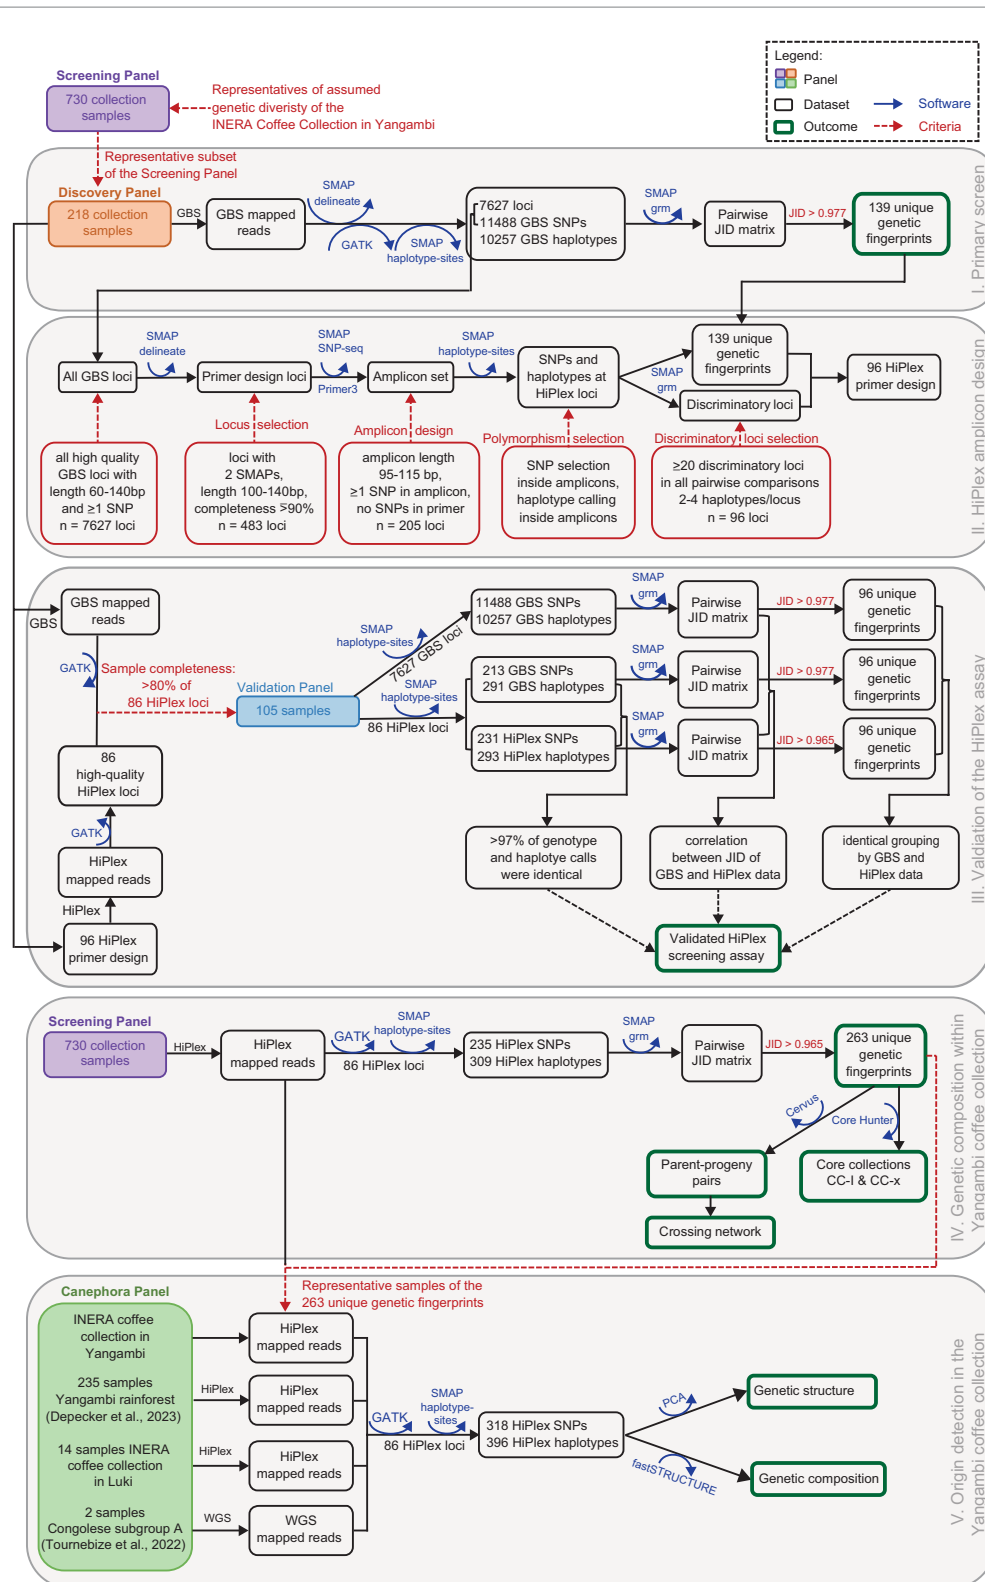 Legend:
Panel
Dataset
Software
Outcome
Criteria
Screening Panel
730 collection
samples
Representatives of assumed
genetic diveristy of the
INERA Coffee Collection in Yangambi
Representative subset
of the Screening Panel
Discovery Panel
218 collection
samples
GBS
GBS mapped
reads
SMAP
delineate
GATK
SMAP
haplotype-sites
7627 loci
11488 GBS SNPs
10257 GBS haplotypes
SMAP
grm
Pairwise
JID matrix
JID > 0.977
139 unique
genetic
fingerprints
I. Primary screen
All GBS loci
SMAP
delineate
Primer design loci
SMAP
SNP-seq
Primer3
Amplicon set
SMAP
haplotype-sites
SNPs and
haplotypes at
HiPlex loci
SMAP
grm
139 unique
genetic
fingerprints
Discriminatory loci
96 HiPlex
primer design
Locus selection
Amplicon design
Polymorphism selection
Discriminatory loci selection
all high quality
GBS loci with
length 60-140bp
and ≥1 SNP
n = 7627 loci
loci with
2 SMAPs,
length 100-140bp,
completeness ≥90%
n = 483 loci
amplicon length
95-115 bp,
≥1 SNP in amplicon,
no SNPs in primer
n = 205 loci
SNP selection
inside amplicons,
haplotype calling
inside amplicons
≥20 discriminatory loci
in all pairwise comparisons
2-4 haplotypes/locus
n = 96 loci
II. HiPlex amplicon design
GBS
GBS mapped
reads
GATK
Sample completeness:
>80% of
86 HiPlex loci
86
high-quality
HiPlex loci
GATK
HiPlex
mapped reads
HiPlex
96 HiPlex
primer design
Validation Panel
105 samples
SMAP
haplotype-sites
7627 GBS loci
SMAP
haplotype-sites
86 HiPlex loci
11488 GBS SNPs
10257 GBS haplotypes
213 GBS SNPs
291 GBS haplotypes
231 HiPlex SNPs
293 HiPlex haplotypes
SMAP
grm
SMAP
grm
SMAP
grm
Pairwise
JID matrix
Pairwise
JID matrix
Pairwise
JID matrix
JID > 0.977
JID > 0.977
JID > 0.965
96 unique
genetic
fingerprints
96 unique
genetic
fingerprints
96 unique
genetic
fingerprints
>97% of genotype
and haplotye calls
were identical
correlation
between JID of
GBS and HiPlex data
identical grouping
by GBS and
HiPlex data
Validated HiPlex
screening assay
III. Valdiation of the HiPlex assay
Screening Panel
730 collection
samples
HiPlex
HiPlex
mapped reads
GATK
SMAP
haplotype-sites
86 HiPlex loci
235 HiPlex SNPs
309 HiPlex haplotypes
SMAP
grm
Pairwise
JID matrix
JID > 0.965
263 unique
genetic
fingerprints
Cervus
Core Hunter
Parent-progeny
pairs
Core collections
CC-I & CC-x
Crossing network
IV. Genetic composition within
Yangambi coffee collection
Representative samples of the
263 unique genetic fingerprints
Canephora Panel
INERA coffee
collection in
Yangambi
235 samples
Yangambi rainforest
(Depecker et al., 2023)
14 samples INERA
coffee collection
in Luki
2 samples
Congolese subgroup A
(Tournebize et al., 2022)
HiPlex
HiPlex
WGS
HiPlex
mapped reads
HiPlex
mapped reads
HiPlex
mapped reads
WGS
mapped reads
GATK
SMAP
haplotype-
sites
86 HiPlex loci
318 HiPlex SNPs
396 HiPlex haplotypes
PCA
fastSTRUCTURE
Genetic structure
Genetic composition
V. Origin detection in the
Yangambi coffee collection